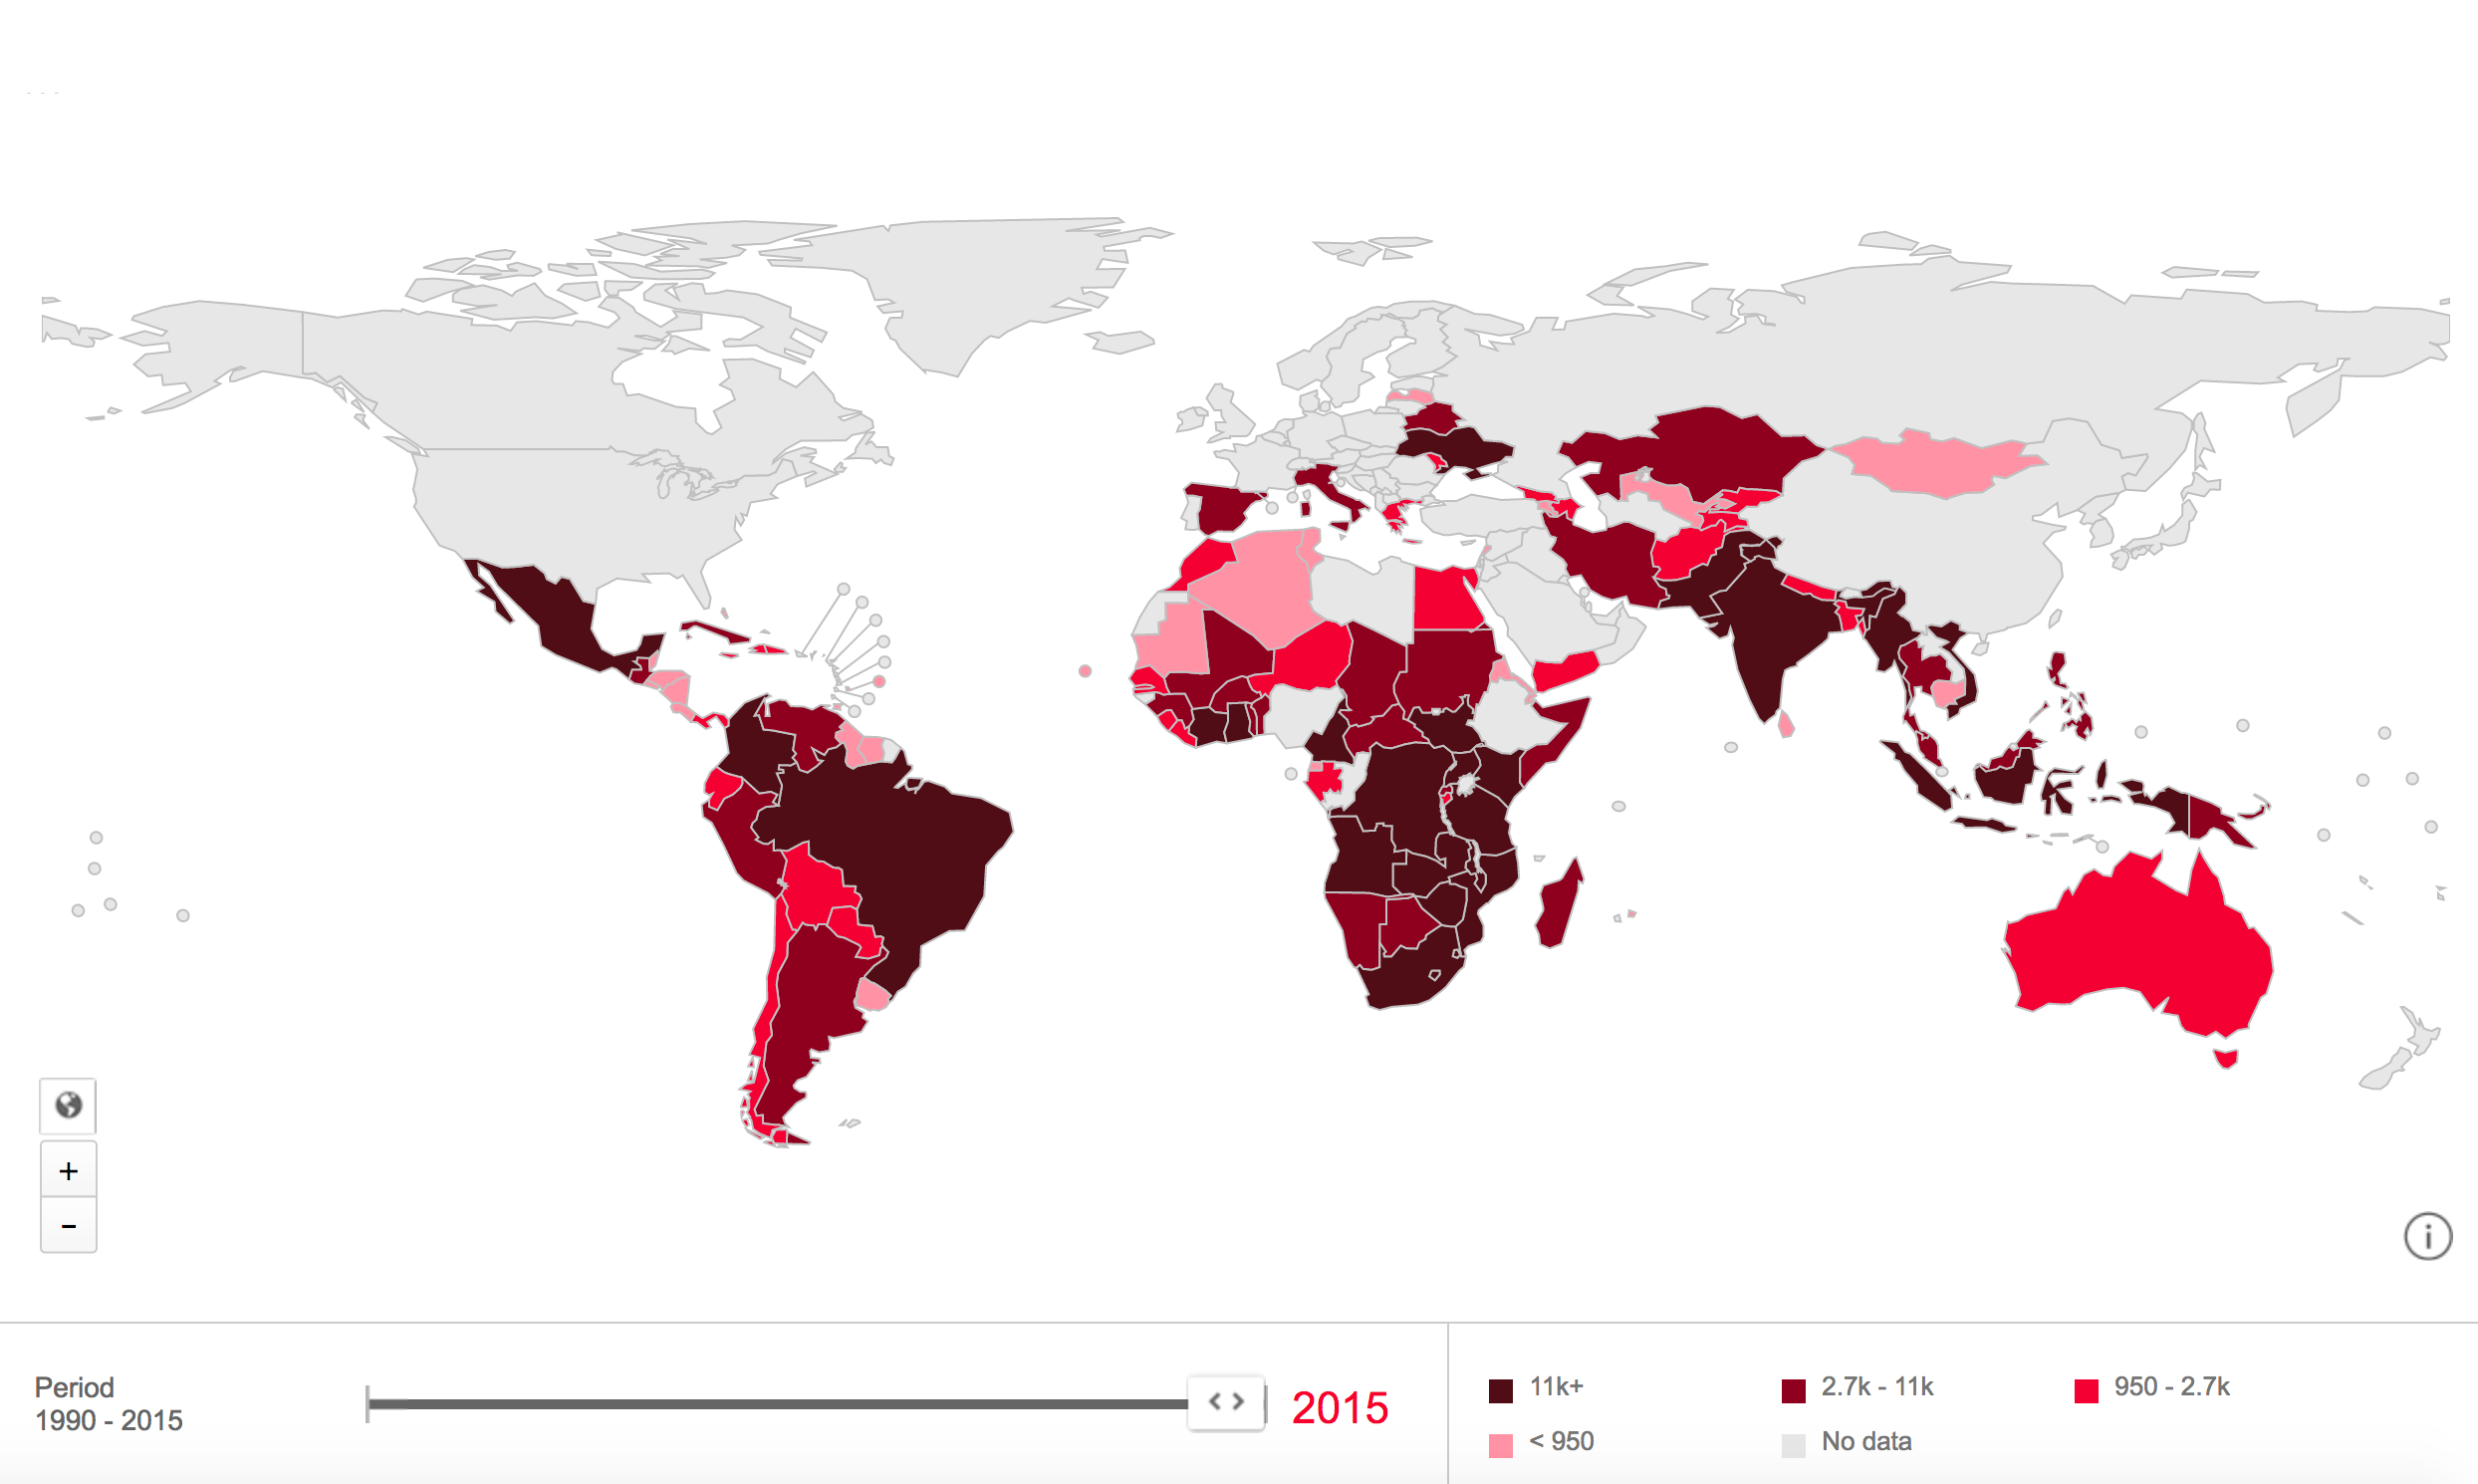 +
−
i
Period
1990 - 2015
< >
2015
11k+
2.7k - 11k
950 - 2.7k
< 950
No data